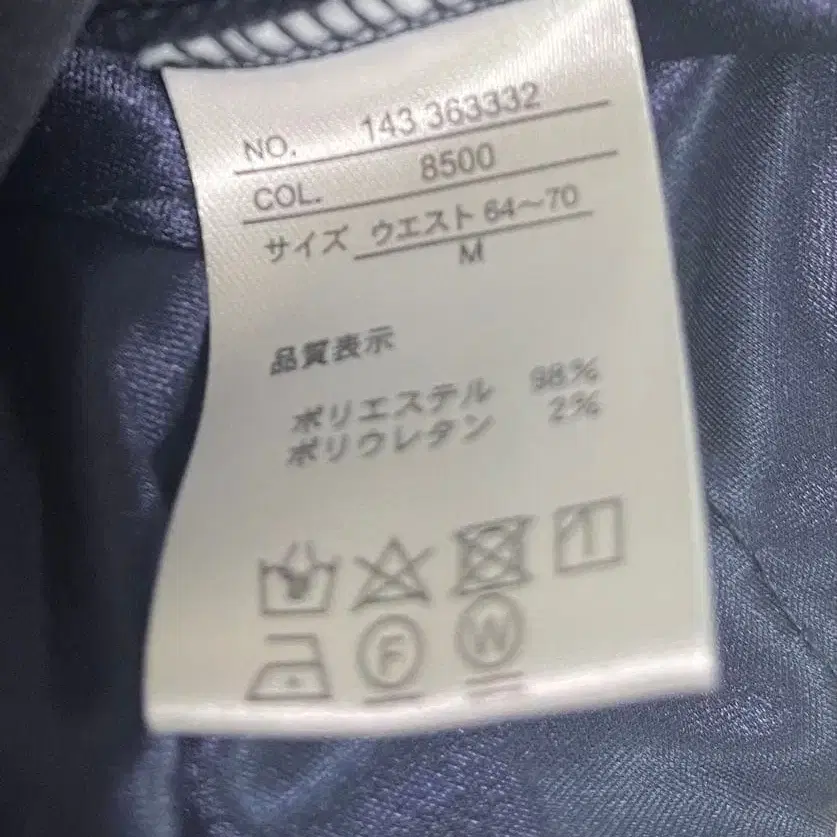 NO. 143 363332
COL. 8500
サイズ ウエスト 64〜70
M
品質表示
ポリエステル 98%
ポリウレタン 2%
F W